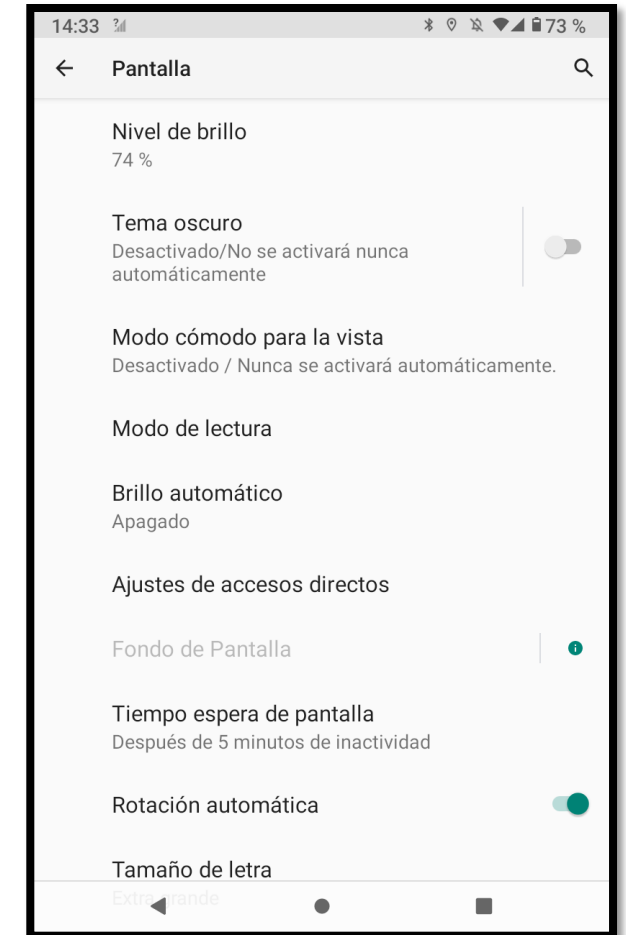 14:33 73 %
Pantalla
Nivel de brillo
74 %
Tema oscuro
Desactivado/No se activará nunca
automáticamente
Modo cómodo para la vista
Desactivado / Nunca se activará automáticamente.
Modo de lectura
Brillo automático
Apagado
Ajustes de accesos directos
Fondo de Pantalla
Tiempo espera de pantalla
Después de 5 minutos de inactividad
Rotación automática
Tamaño de letra
Extra grande